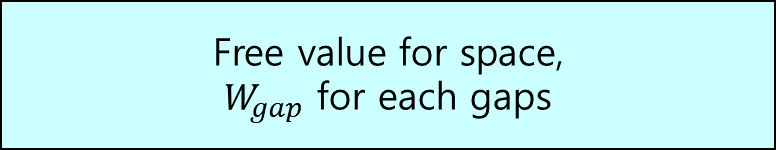 Free value for space,
W_gap for each gaps